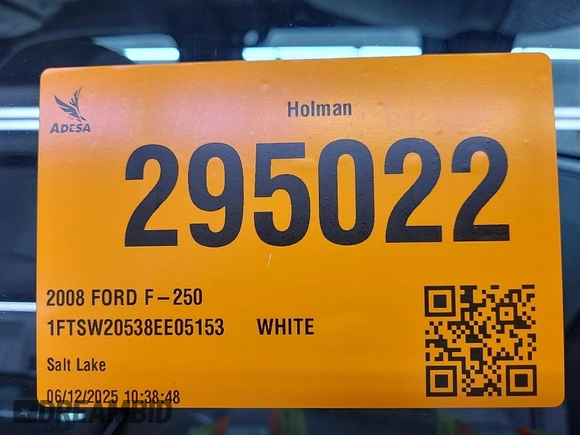 ADESA
Holman
295022
2008 FORD F-250
1FTSW20538EE05153 WHITE
Salt Lake
06/12/2025 10:38:48
DREAMBID